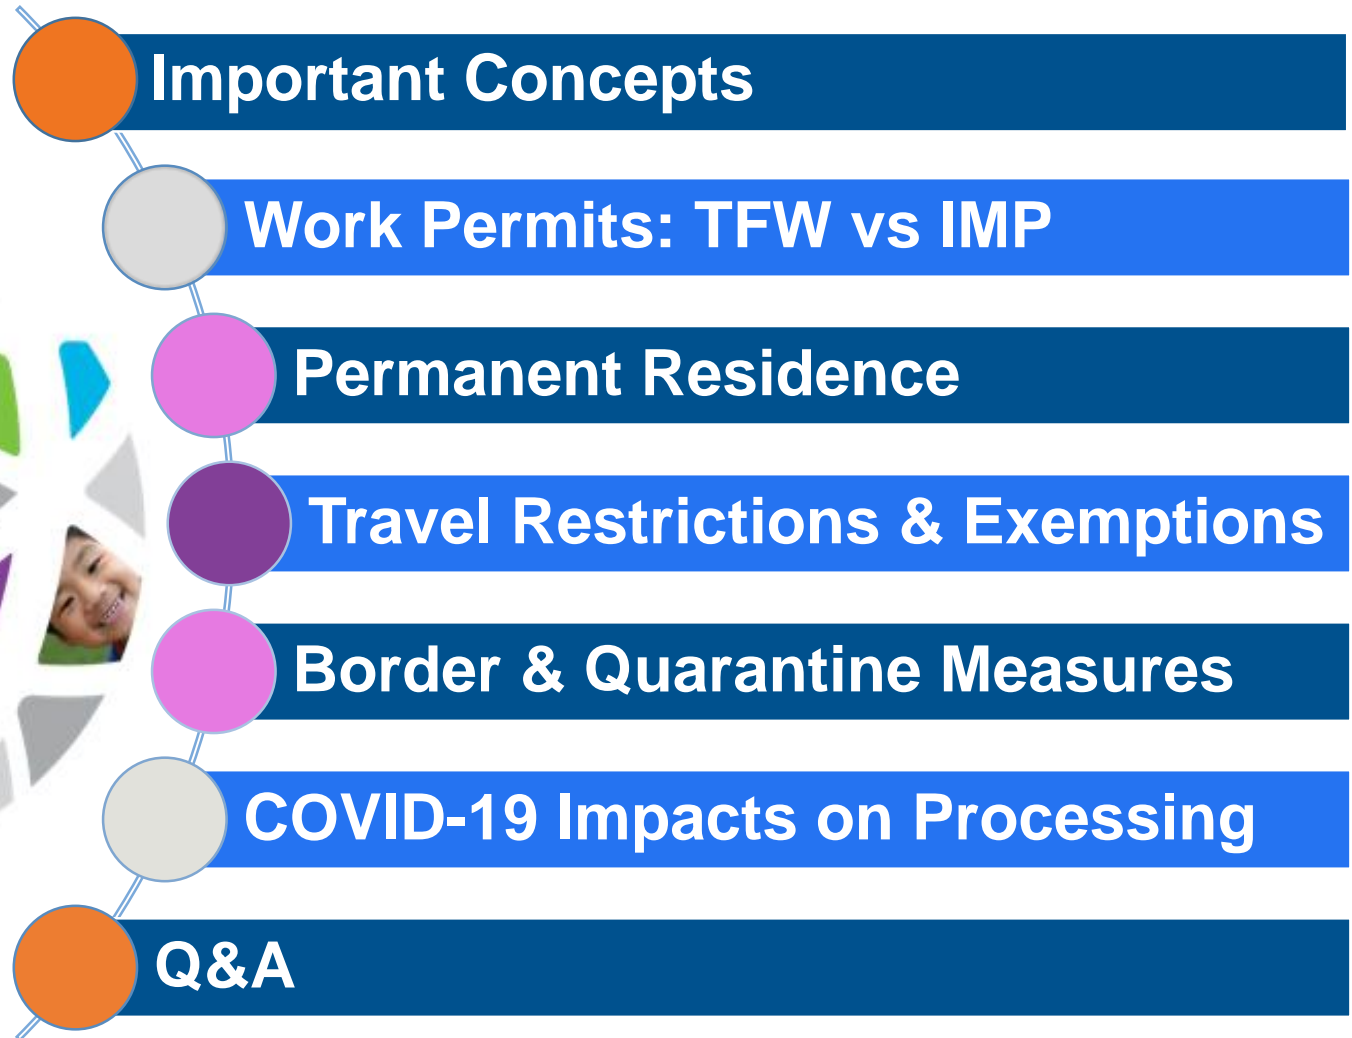 Important Concepts
Work Permits: TFW vs IMP
Permanent Residence
Travel Restrictions & Exemptions
Border & Quarantine Measures
COVID-19 Impacts on Processing
Q&A